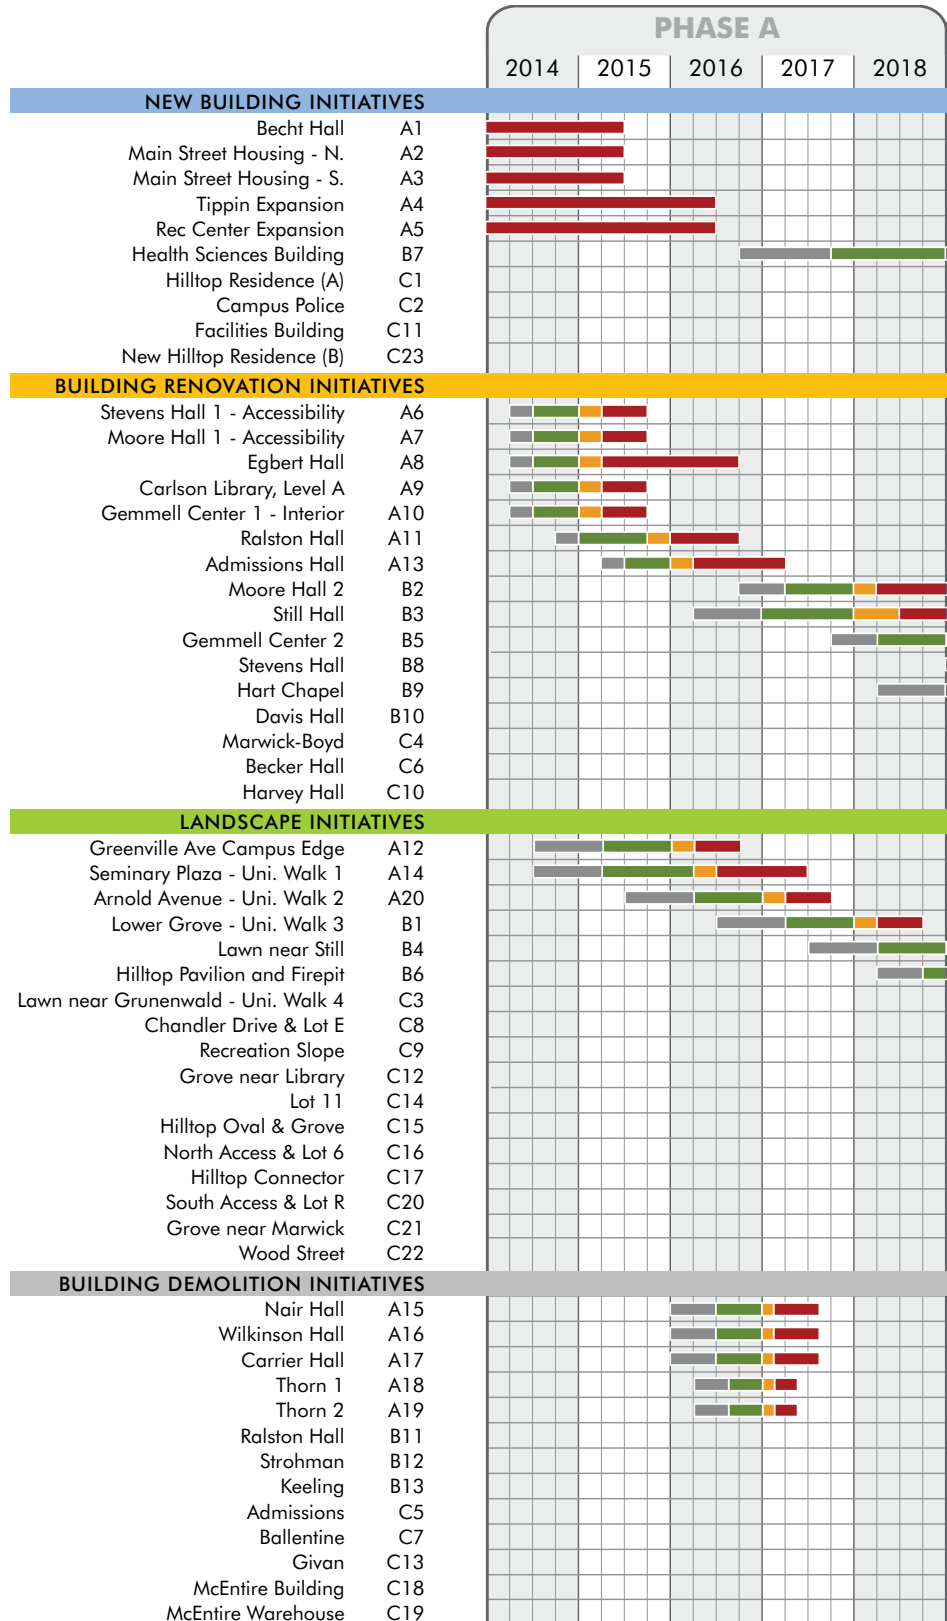 PHASE A
2014 2015 2016 2017 2018
NEW BUILDING INITIATIVES
Becht Hall A1
Main Street Housing - N. A2
Main Street Housing - S. A3
Tippin Expansion A4
Rec Center Expansion A5
Health Sciences Building B7
Hilltop Residence (A) C1
Campus Police C2
Facilities Building C11
New Hilltop Residence (B) C23
BUILDING RENOVATION INITIATIVES
Stevens Hall 1 - Accessibility A6
Moore Hall 1 - Accessibility A7
Egbert Hall A8
Carlson Library, Level A A9
Gemmell Center 1 - Interior A10
Ralston Hall A11
Admissions Hall A13
Moore Hall 2 B2
Still Hall B3
Gemmell Center 2 B5
Stevens Hall B8
Hart Chapel B9
Davis Hall B10
Marwick-Boyd C4
Becker Hall C6
Harvey Hall C10
LANDSCAPE INITIATIVES
Greenville Ave Campus Edge A12
Seminary Plaza - Uni. Walk 1 A14
Arnold Avenue - Uni. Walk 2 A20
Lower Grove - Uni. Walk 3 B1
Lawn near Still B4
Hilltop Pavilion and Firepit B6
Lawn near Grunenwald - Uni. Walk 4 C3
Chandler Drive & Lot E C8
Recreation Slope C9
Grove near Library C12
Lot 11 C14
Hilltop Oval & Grove C15
North Access & Lot 6 C16
Hilltop Connector C17
South Access & Lot R C20
Grove near Marwick C21
Wood Street C22
BUILDING DEMOLITION INITIATIVES
Nair Hall A15
Wilkinson Hall A16
Carrier Hall A17
Thorn 1 A18
Thorn 2 A19
Ralston Hall B11
Strohman B12
Keeling B13
Admissions C5
Ballentine C7
Givan C13
McEntire Building C18
McEntire Warehouse C19